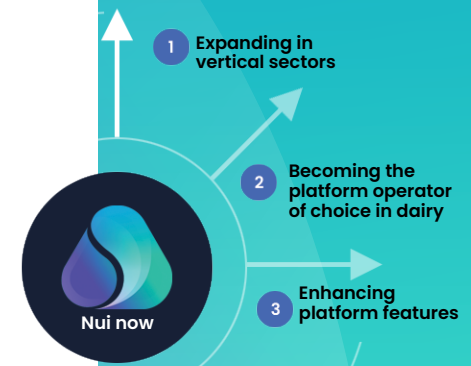 1
Expanding in
vertical sectors
2
Becoming the
platform operator
of choice in dairy
Nui now
3
Enhancing
platform features